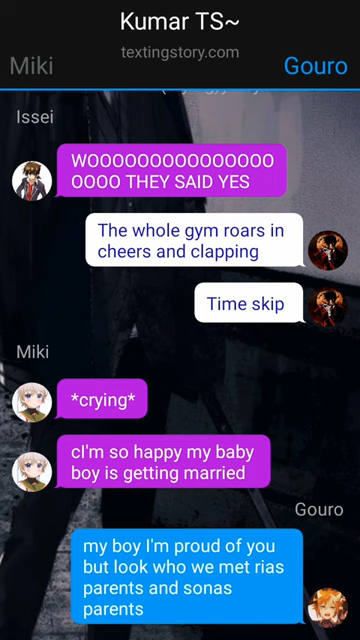 Kumar TS~
textingstory.com
Miki
Gouro
Issei
WOOOOOOOOOOOOOOO
OOOO THEY SAID YES
The whole gym roars in
cheers and clapping
Time skip
Miki
*crying*
cI'm so happy my baby
boy is getting married
Gouro
my boy I'm proud of you
but look who we met rias
parents and sonas
parents